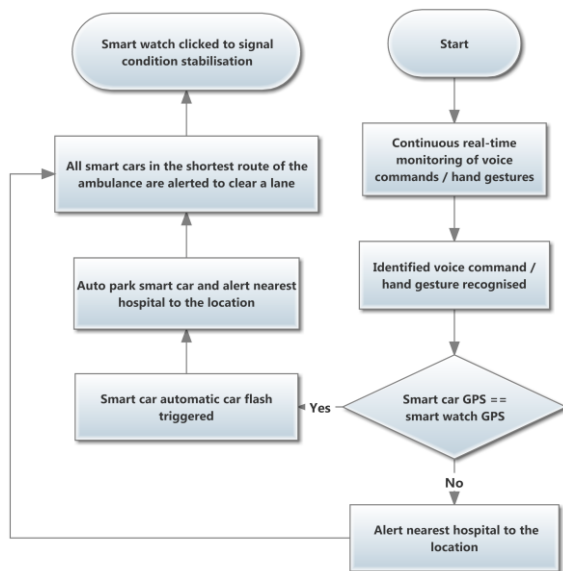 Start
Continuous real-time
monitoring of voice
commands / hand
gestures
Identified voice command /
hand gesture recognised
Smart car GPS ==
smart watch GPS
Yes
Smart car automatic car flash
triggered
Auto park smart car and alert nearest
hospital to the location
All smart cars in the shortest route of the
ambulance are alerted to clear a lane
Smart watch clicked to signal
condition stabilisation
No
Alert nearest hospital to the
location